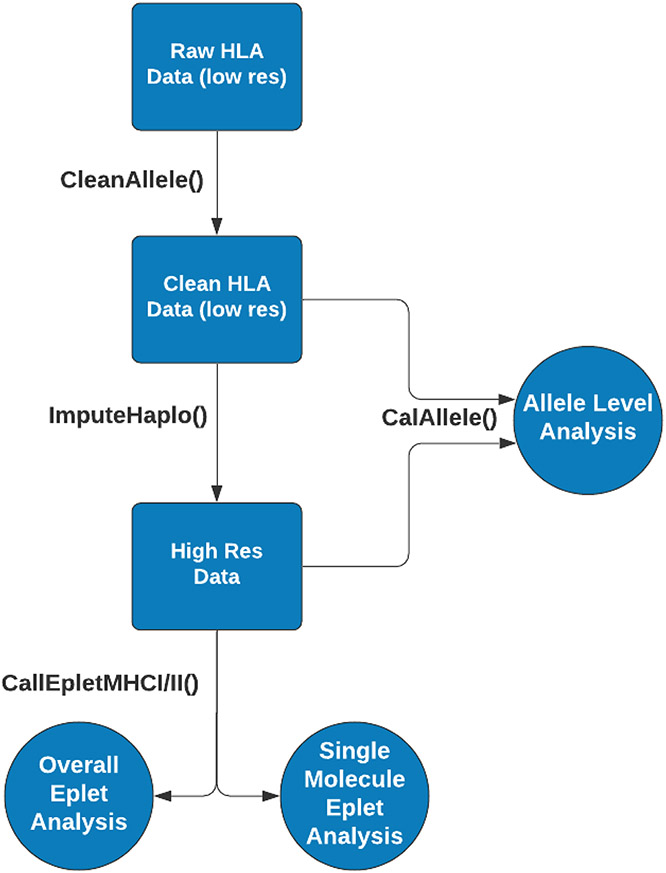 Raw HLA
Data (low res)
CleanAllele()
Clean HLA
Data (low res)
ImputeHaplo()
CalAllele()
Allele Level
Analysis
High Res
Data
CallEpletMHCI/II()
Overall
Eplet
Analysis
Single
Molecule
Eplet
Analysis